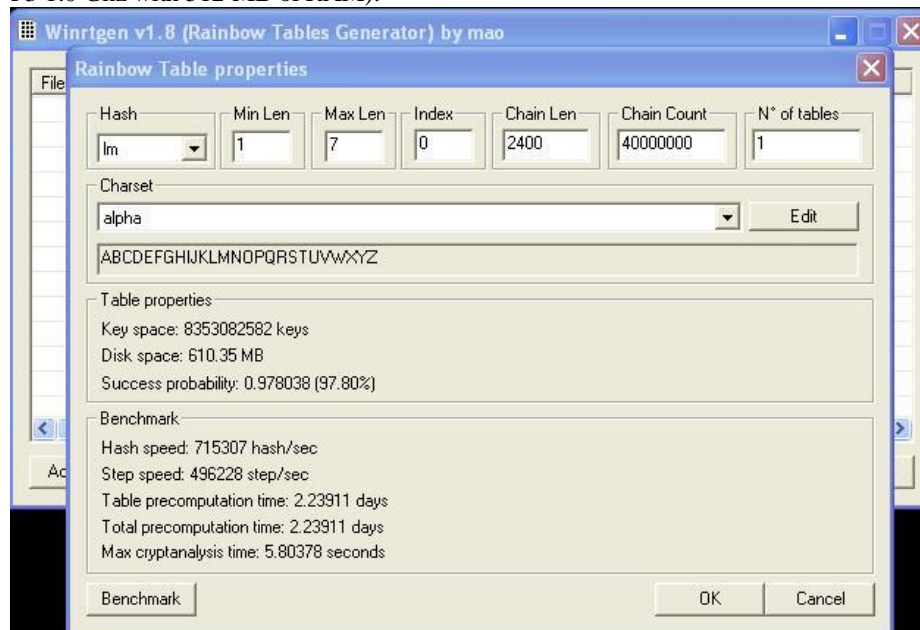 Winrtgen v1.8 (Rainbow Tables Generator) by mao
File
Rainbow Table properties
Hash Min Len Max Len Index Chain Len Chain Count N° of tables
lm 1 7 0 2400 40000000 1
Charset
alpha Edit
ABCDEFGHIJKLMNOPQRSTUVWXYZ
Table properties
Key space: 8353082582 keys
Disk space: 610.35 MB
Success probability: 0.978038 (97.80%)
Benchmark
Hash speed: 715307 hash/sec
Step speed: 496228 step/sec
Ad
Table precomputation time: 2.23911 days
Total precomputation time: 2.23911 days
Max cryptanalysis time: 5.80378 seconds
Benchmark OK Cancel